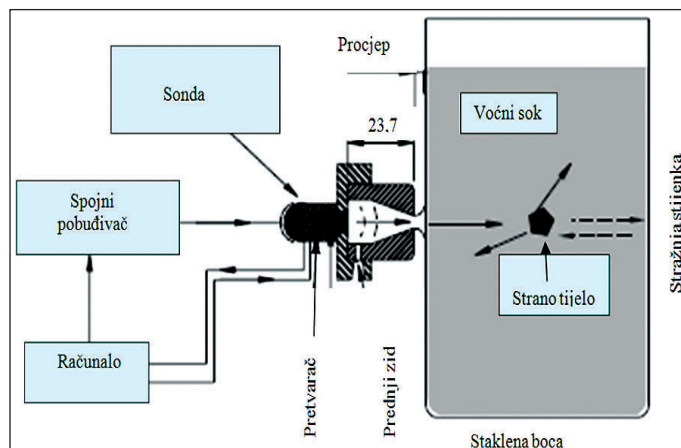 Procjep
Sonda
23.7
Voćni sok
Spojni
pobuđivač
Strano tijelo
Stražnja stijenka
Računalo
Pretvarač
Prednji zid
Staklena boca